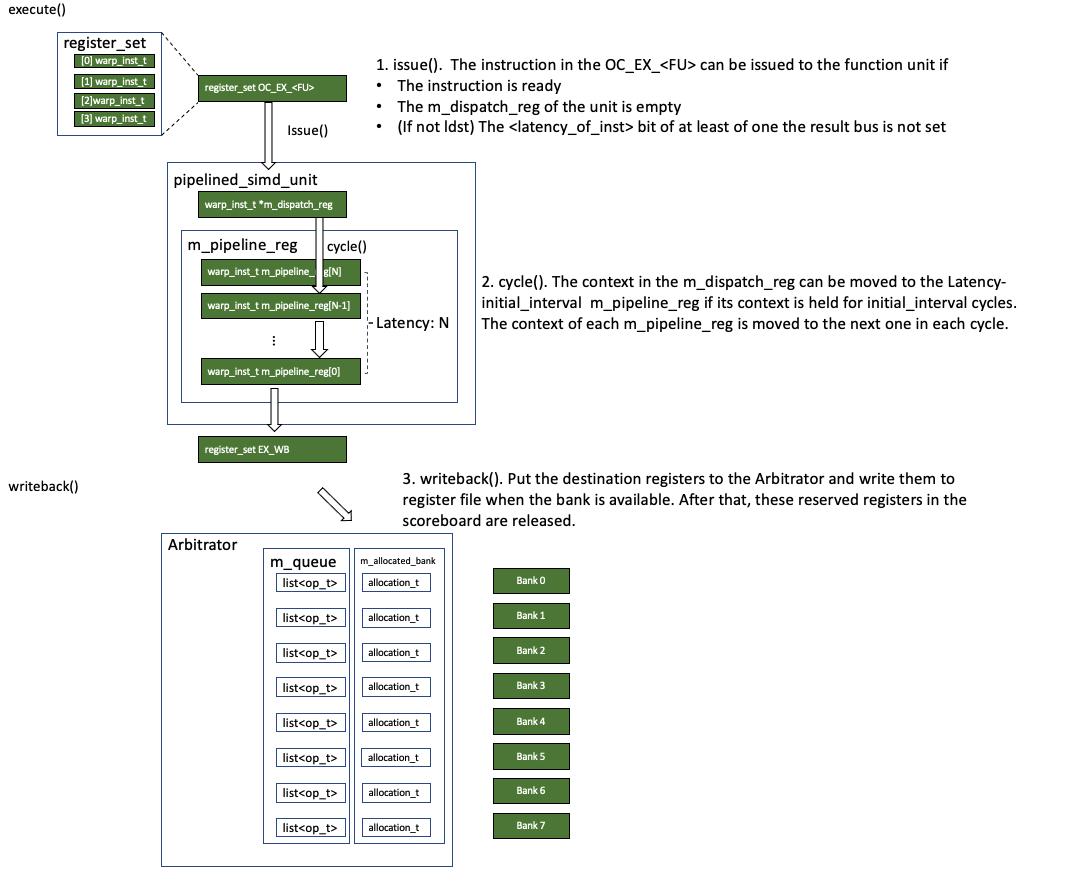 execute()
register_set
[0] warp_inst_t
[1] warp_inst_t
[2]warp_inst_t
[3] warp_inst_t
register_set OC_EX_<FU>
Issue()
1. issue().  The instruction in the OC_EX_<FU> can be issued to the function unit if
• The instruction is ready
• The m_dispatch_reg of the unit is empty
• (If not ldst) The <latency_of_inst> bit of at least of one the result bus is not set
pipelined_simd_unit
warp_inst_t *m_dispatch_reg
m_pipeline_reg
cycle()
warp_inst_t m_pipeline_reg[N]
warp_inst_t m_pipeline_reg[N-1]
...
warp_inst_t m_pipeline_reg[0]
Latency: N
2. cycle(). The context in the m_dispatch_reg can be moved to the Latency-
initial_interval  m_pipeline_reg if its context is held for initial_interval cycles.
The context of each m_pipeline_reg is moved to the next one in each cycle.
register_set EX_WB
writeback()
3. writeback(). Put the destination registers to the Arbitrator and write them to
register file when the bank is available. After that, these reserved registers in the
scoreboard are released.
Arbitrator
m_queue
m_allocated_bank
list<op_t>
allocation_t
Bank 0
list<op_t>
allocation_t
Bank 1
list<op_t>
allocation_t
Bank 2
list<op_t>
allocation_t
Bank 3
list<op_t>
allocation_t
Bank 4
list<op_t>
allocation_t
Bank 5
list<op_t>
allocation_t
Bank 6
list<op_t>
allocation_t
Bank 7